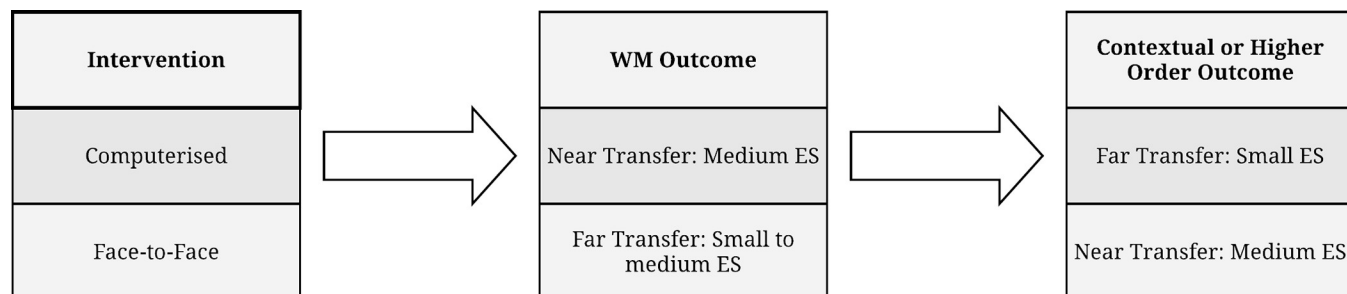 Intervention
WM Outcome
Contextual or Higher
Order Outcome
Computerised
Near Transfer: Medium ES
Far Transfer: Small ES
Face-to-Face
Far Transfer: Small to
medium ES
Near Transfer: Medium ES